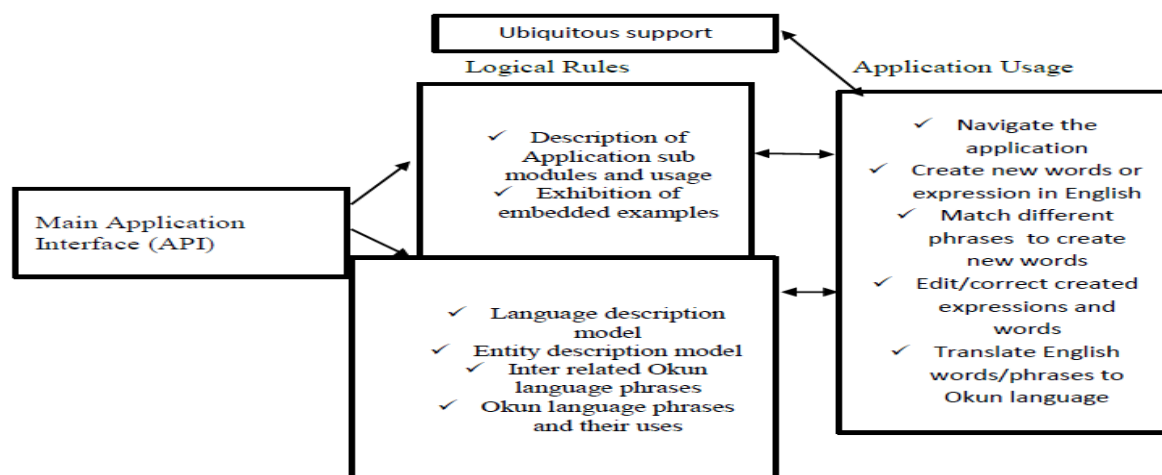 Ubiquitous support
Logical Rules
Application Usage
✓ Description of
Application sub
modules and usage
✓ Exhibition of
embedded examples
✓ Navigate the
application
✓ Create new words or
expression in English
✓ Match different
phrases to create
new words
✓ Edit/correct created
expressions and
words
✓ Translate English
words/phrases to
Okun language
Main Application
Interface (API)
✓ Language description
model
✓ Entity description model
✓ Inter related Okun
language phrases
✓ Okun language phrases
and their uses